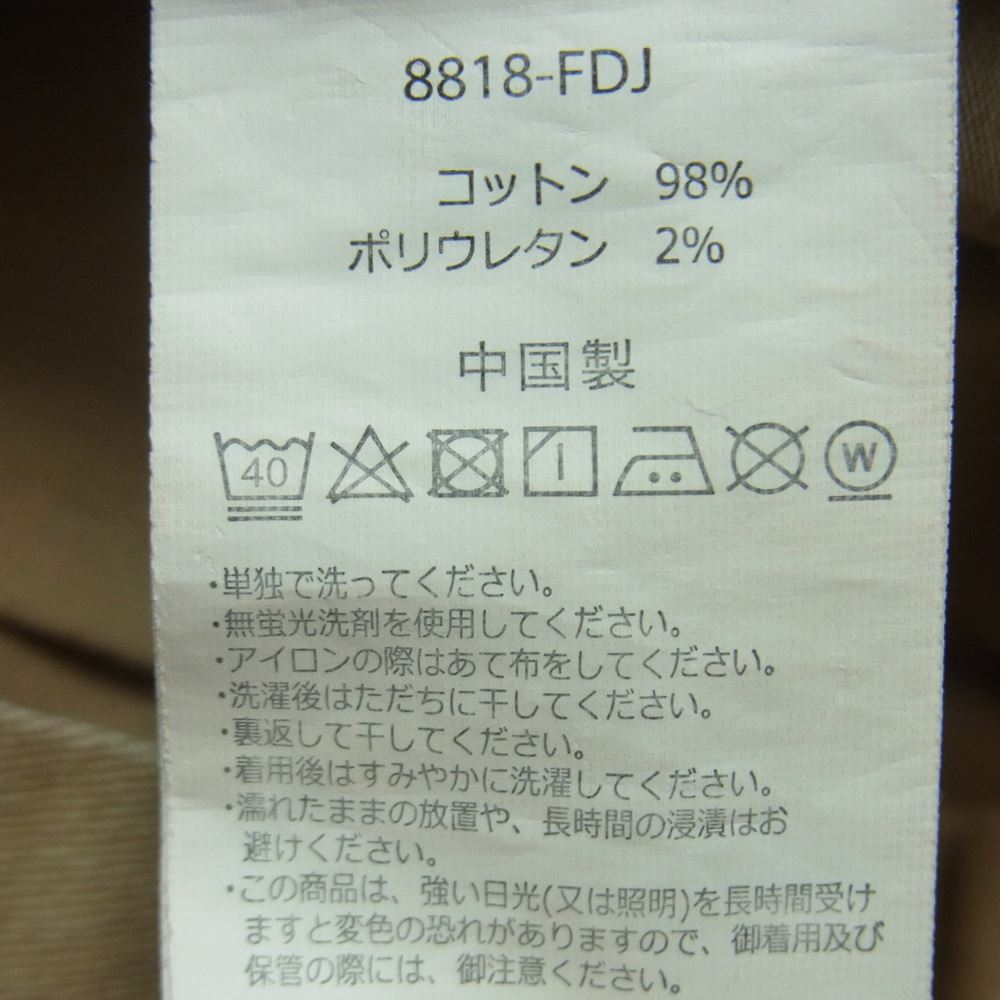 8818-FDJ
コットン 98%
ポリウレタン 2%
中国製
40 W
・単独で洗ってください。
・無蛍光洗剤を使用してください。
・アイロンの際はあて布をしてください。
・洗濯後はただちに干してください。
・裏返して干してください。
・着用後はすみやかに洗濯してください。
・濡れたままの放置や、長時間の浸漬はお
避けください。
・この商品は、強い日光(又は照明)を長時間受け
ますと変色の恐れがありますので、御着用及び
保管の際には、御注意ください。